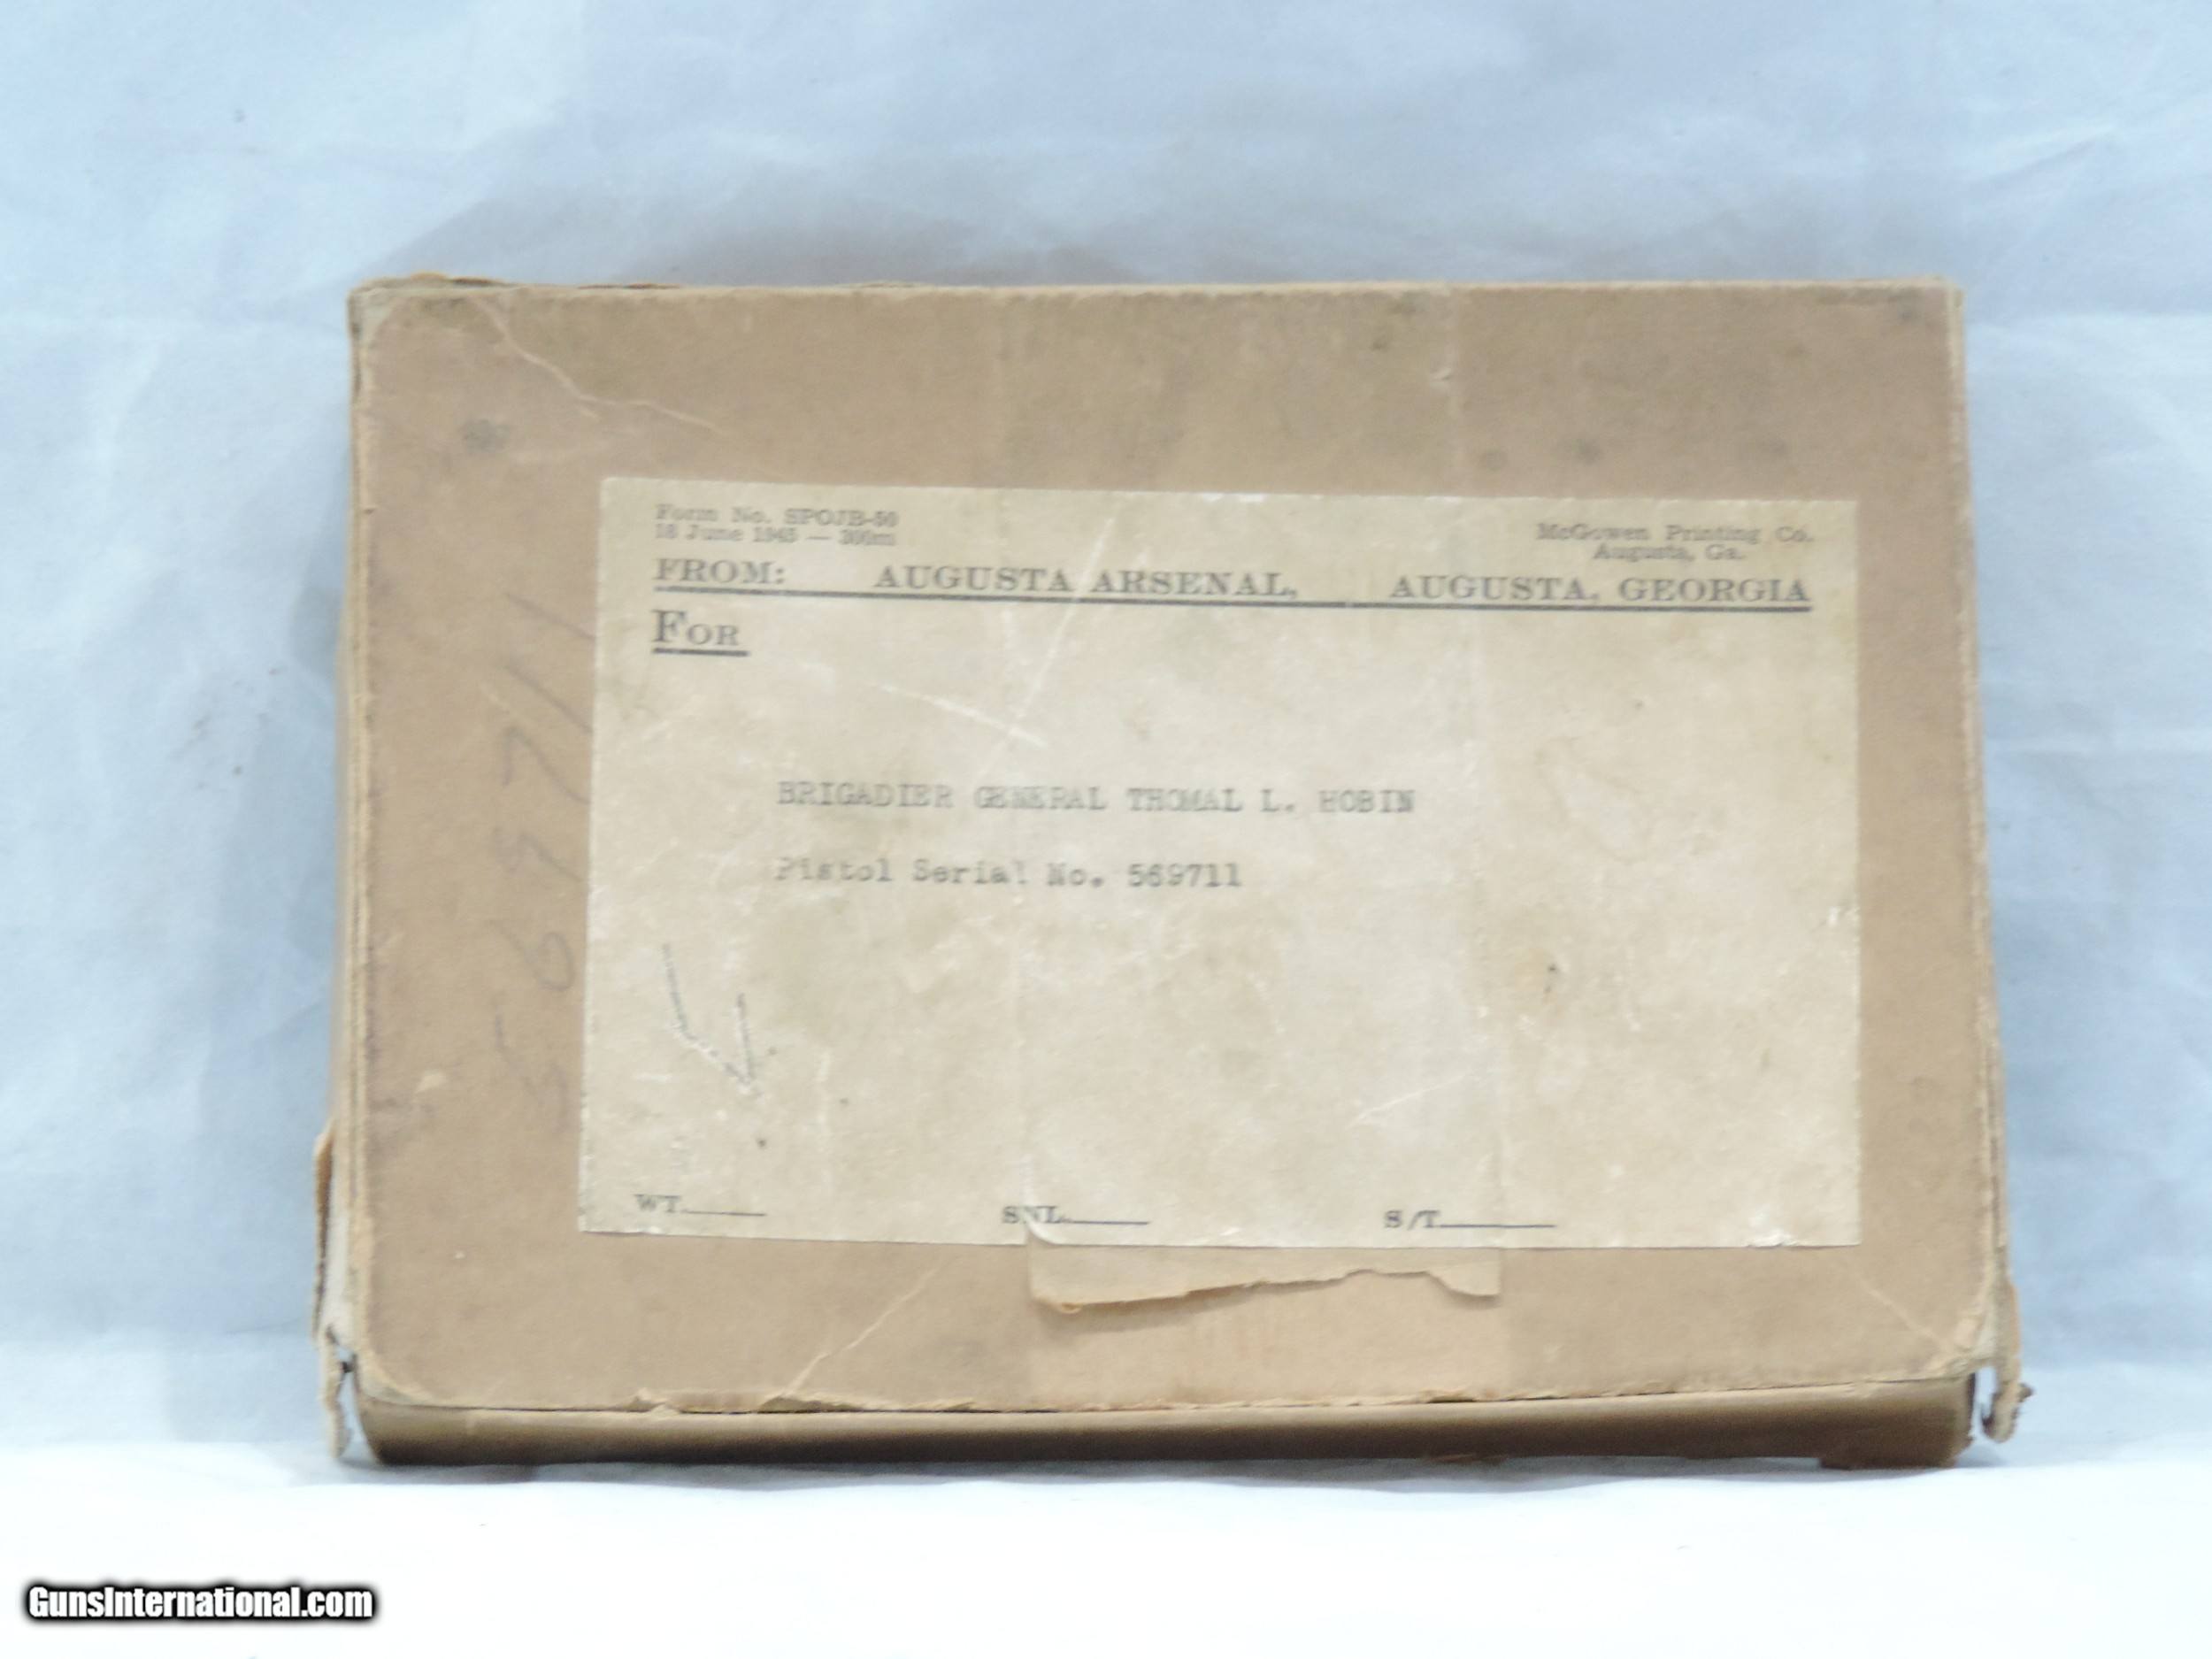 Form No. SPOJB-50
18 June 1945 — 300m
McGowen Printing Co.
Augusta, Ga.
FROM: AUGUSTA ARSENAL, AUGUSTA, GEORGIA
FOR
BRIGADIER GENERAL THOMAL L. HOBIN
Pistol Serial No. 569711
569711
WT.
SNL.
S/T.
GunsInternational.com